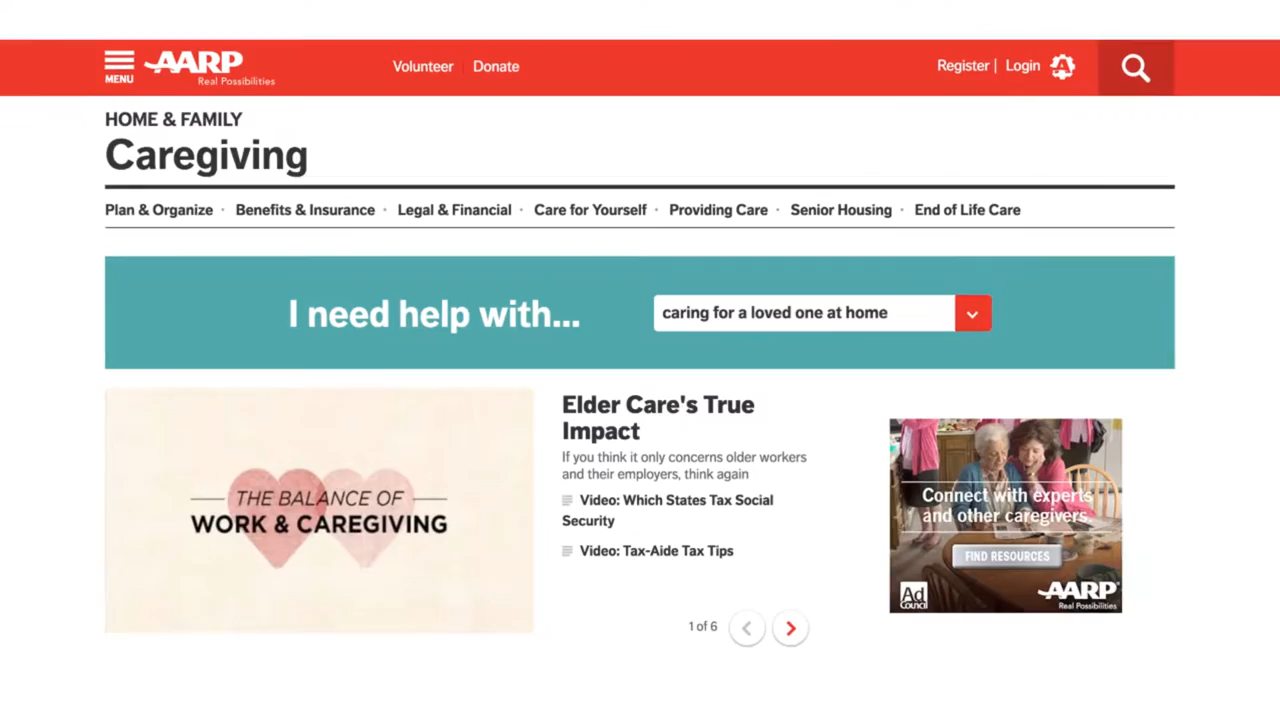 MENU
AARP
Real Possibilities
Volunteer
Donate
Register | Login
HOME & FAMILY
Caregiving
Plan & Organize · Benefits & Insurance · Legal & Financial · Care for Yourself · Providing Care · Senior Housing · End of Life Care
I need help with...
caring for a loved one at home
THE BALANCE OF
WORK & CAREGIVING
Elder Care's True
Impact
If you think it only concerns older workers
and their employers, think again
Video: Which States Tax Social
Security
Video: Tax-Aide Tax Tips
1 of 6
Connect with experts
and other caregivers.
FIND RESOURCES
Ad
Council
AARP
Real Possibilities